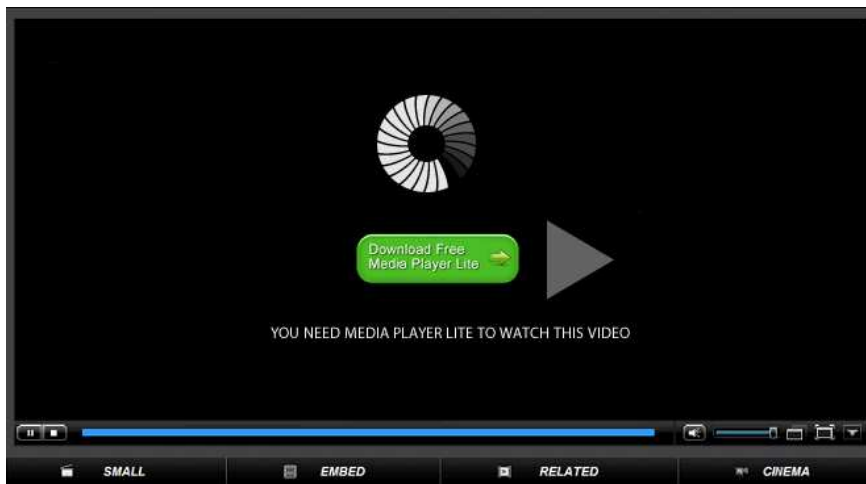 Download Free
Media Player Lite
YOU NEED MEDIA PLAYER LITE TO WATCH THIS VIDEO
SMALL
EMBED
RELATED
CINEMA